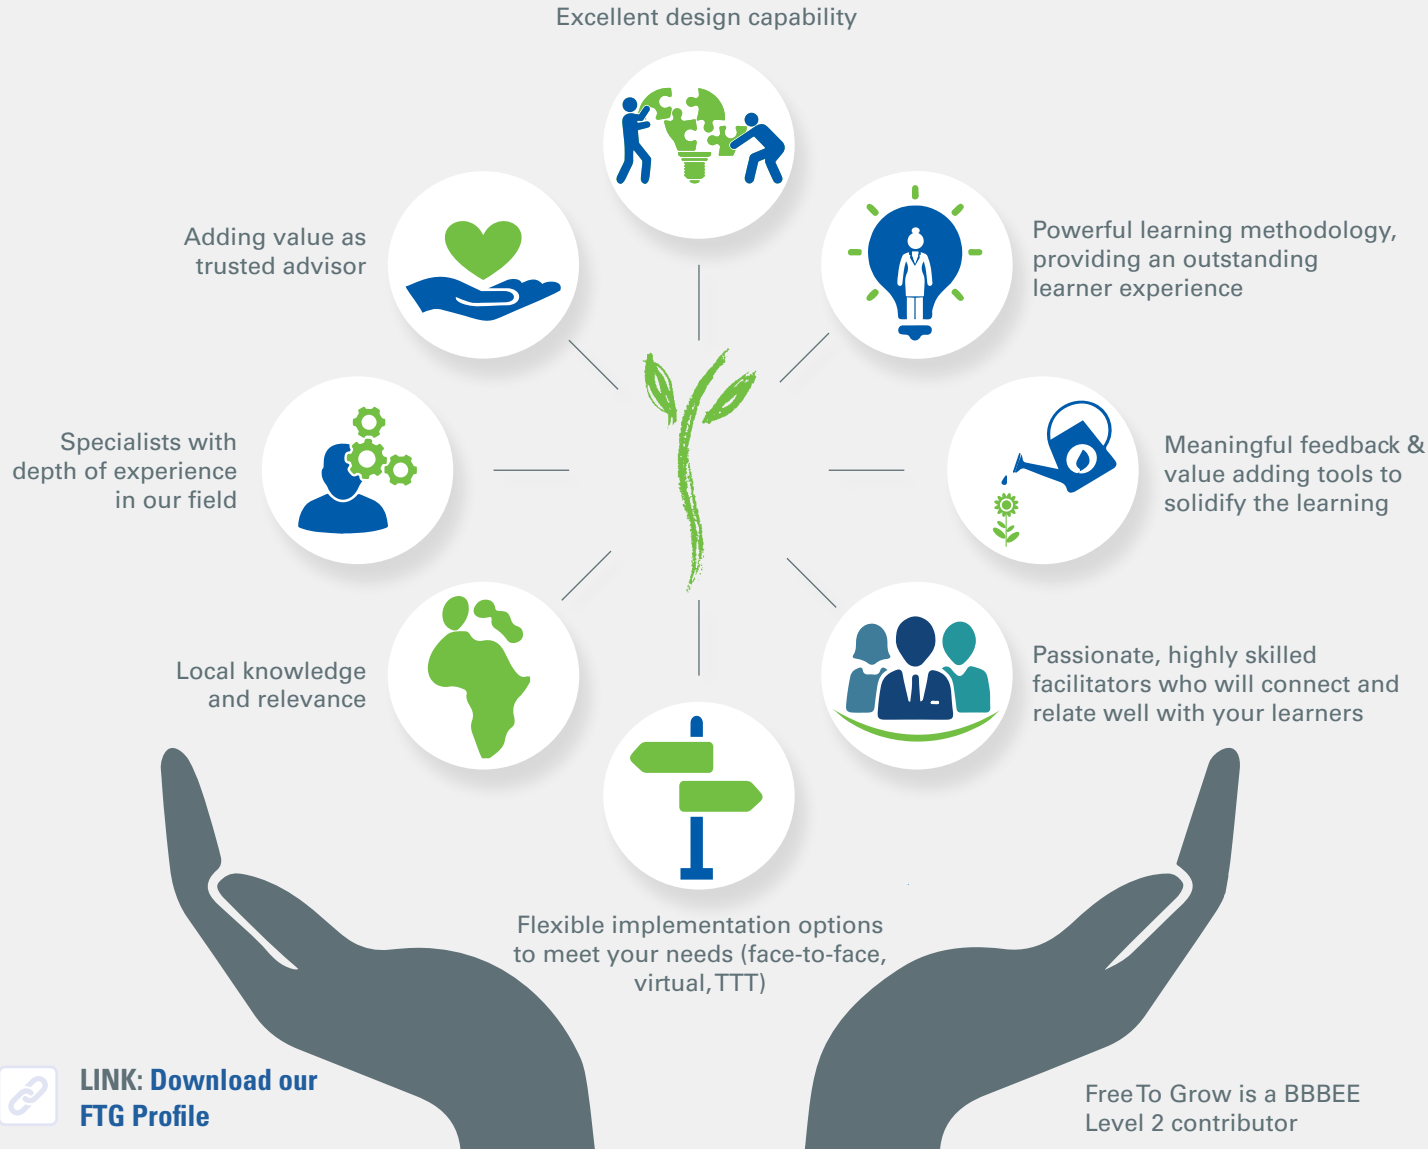 Excellent design capability
Powerful learning methodology,
providing an outstanding
learner experience
Meaningful feedback &
value adding tools to
solidify the learning
Passionate, highly skilled
facilitators who will connect and
relate well with your learners
Flexible implementation options
to meet your needs (face-to-face,
virtual, TTT)
Local knowledge
and relevance
Specialists with
depth of experience
in our field
Adding value as
trusted advisor
LINK: Download our
FTG Profile
Free To Grow is a BBBEE
Level 2 contributor